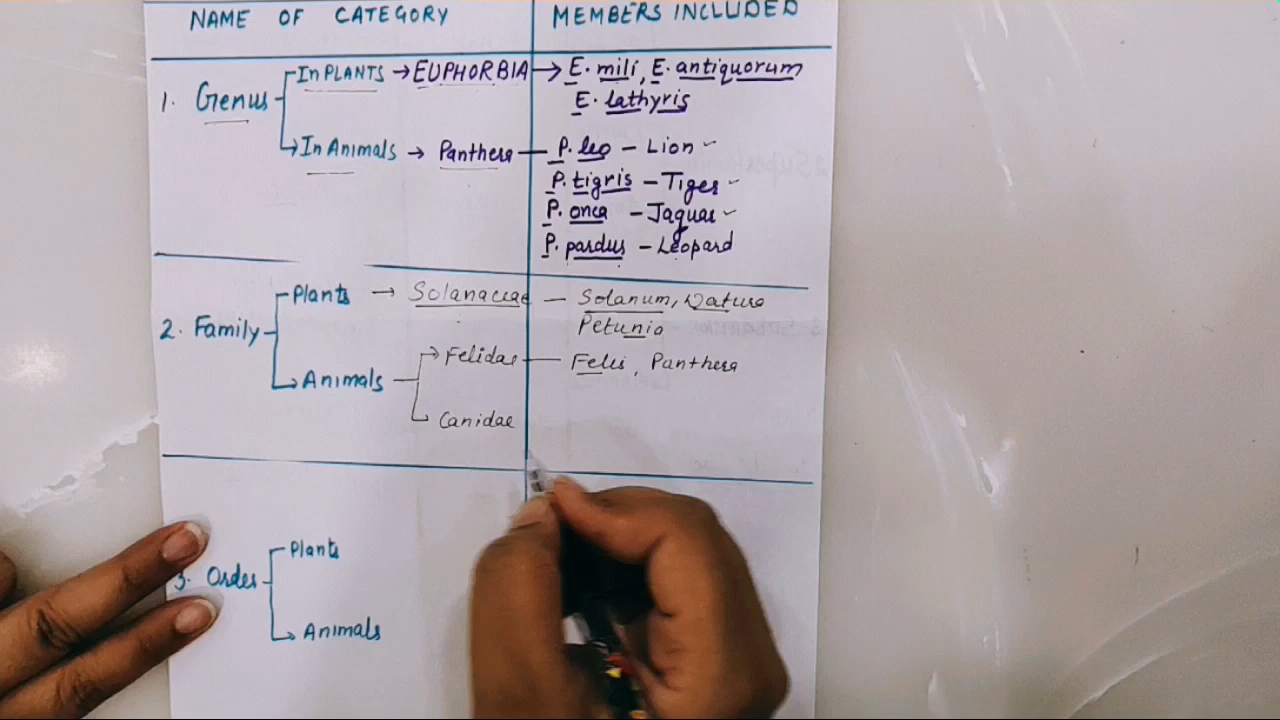 NAME OF CATEGORY MEMBERS INCLUDED
1. Genus In PLANTS → EUPHORBIA → E. mili, E. antiquorum
E. lathyris
In Animals → Panthera — P. leo – Lion
P. tigris – Tiger
P. onca – Jaguar
P. pardus – Leopard
2. Family Plants → Solanaceae – Solanum, Datura
Petunia
Animals — Felidae — Felis, Panthera
Canidae
3. Order Plants
Animals